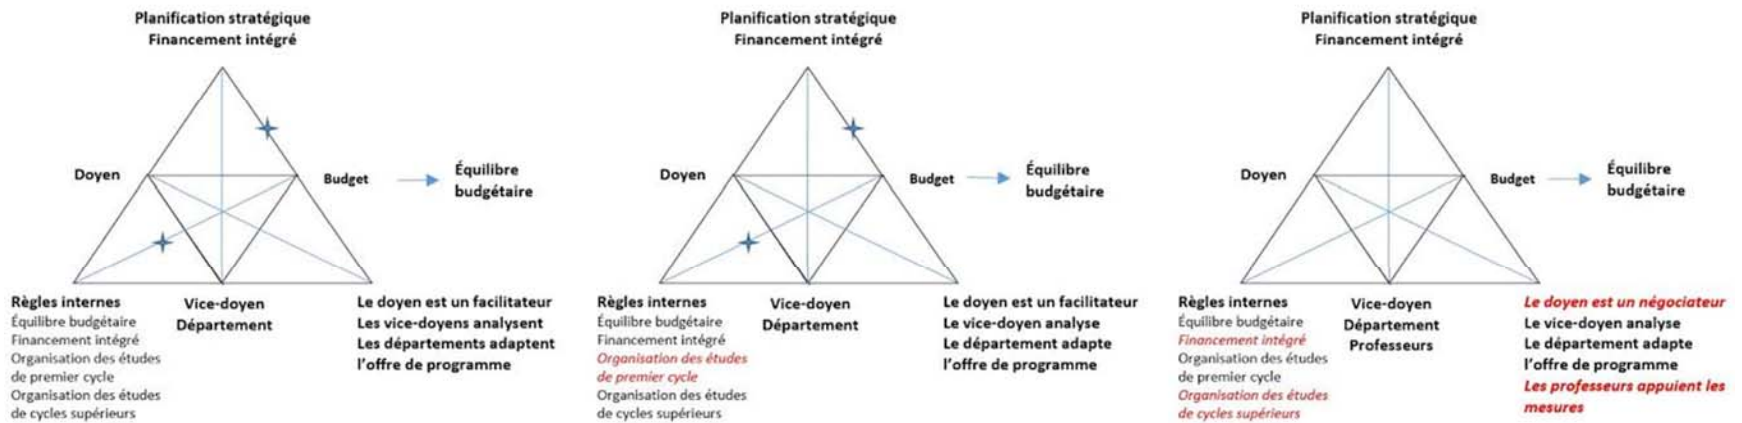 Planification stratégique
Financement intégré
Doyen
Budget
Équilibre
budgétaire
Règles internes
Équilibre budgétaire
Financement intégré
Organisation des études
de premier cycle
Organisation des études
de cycles supérieurs
Vice-doyen
Département
Le doyen est un facilitateur
Les vice-doyens analysent
Les départements adaptent
l'offre de programme
Planification stratégique
Financement intégré
Doyen
Budget
Équilibre
budgétaire
Règles internes
Équilibre budgétaire
Financement intégré
Organisation des études
de premier cycle
Organisation des études
de cycles supérieurs
Vice-doyen
Département
Le doyen est un facilitateur
Le vice-doyen analyse
Le département adapte
l'offre de programme
Planification stratégique
Financement intégré
Doyen
Budget
Équilibre
budgétaire
Règles internes
Équilibre budgétaire
Financement intégré
Organisation des études
de premier cycle
Organisation des études
de cycles supérieurs
Vice-doyen
Département
Professeurs
Le doyen est un négociateur
Le vice-doyen analyse
Le département adapte
l'offre de programme
Les professeurs appuient les
mesures